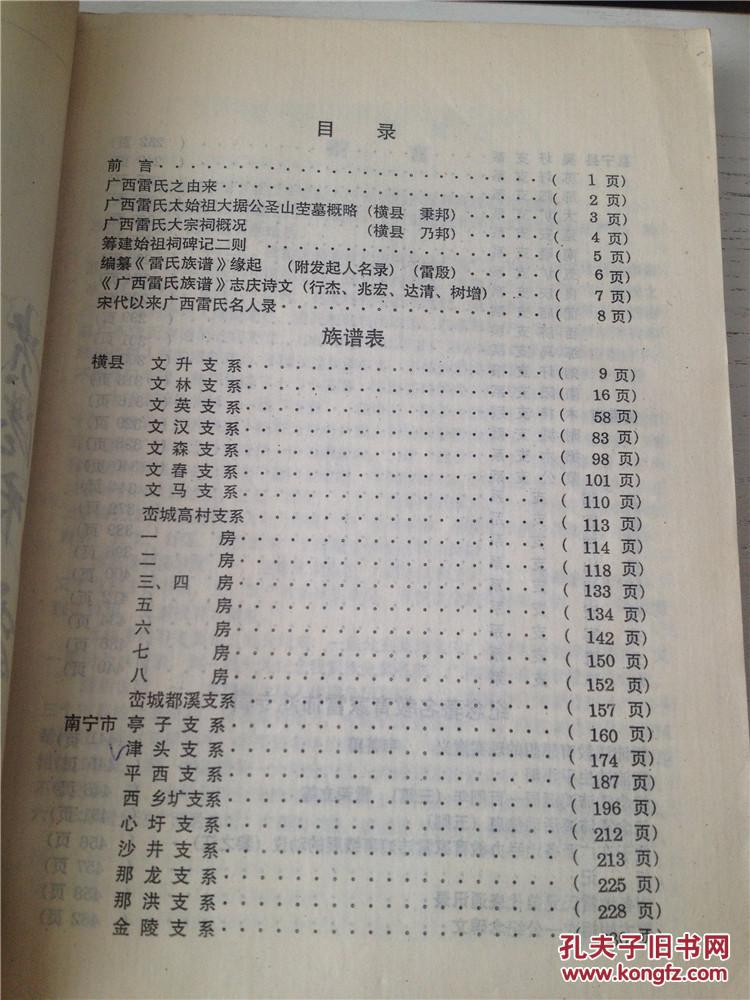 目 录
前 言 (1 页)
广西雷氏之由来 (2 页)
广西雷氏太始祖大据公圣山茔墓概略 (横县 秉邦) (3 页)
广西雷氏大宗祠概况 (横县 乃邦) (4 页)
筹建始祖祠碑记二则 (5 页)
编纂《雷氏族谱》缘起 (附发起人名录) (雷殷) (6 页)
《广西雷氏族谱》志庆诗文 (行杰、兆宏、达清、树增) (7 页)
宋代以来广西雷氏名人录 (8 页)
族谱表
横县 文升支系 (9 页)
文林支系 (16 页)
文英支系 (58 页)
文汉支系 (83 页)
文森支系 (98 页)
文春支系 (101 页)
文马支系 (110 页)
峦城高村支系 (113 页)
一 房 (114 页)
二 房 (118 页)
三、四 房 (133 页)
五 房 (134 页)
六 房 (142 页)
七 房 (150 页)
八 房 (152 页)
峦城都溪支系 (157 页)
南宁市 亭子支系 (160 页)
津头支系 (174 页)
平西支系 (187 页)
西乡圹支系 (196 页)
心圩支系 (212 页)
沙井支系 (213 页)
那龙支系 (225 页)
那洪支系 (228 页)
金陵支系
孔夫子旧书网
www.kongfz.com